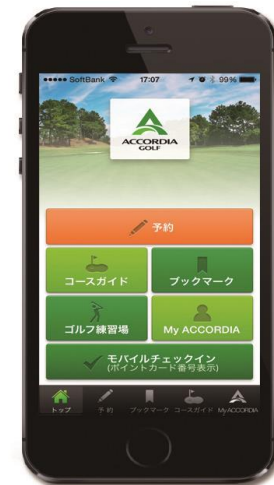 SoftBank 17:07 99%
ACCORDIA
GOLF
予約
コースガイド
ブックマーク
ゴルフ練習場
My ACCORDIA
モバイルチェックイン
(ポイントカード番号表示)
トップ 予約 ブックマーク コースガイド My ACCORDIA